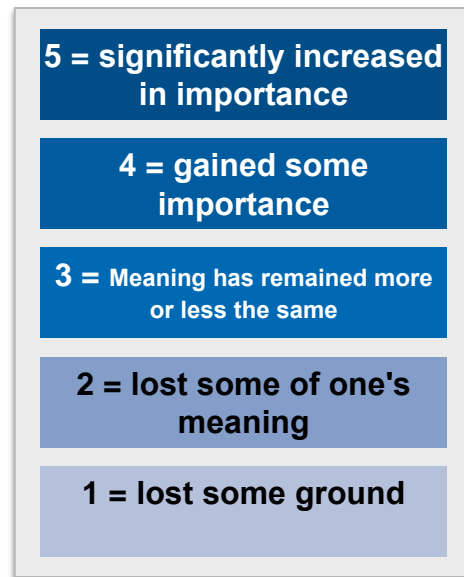 5 = significantly increased
in importance
4 = gained some
importance
3 = Meaning has remained more
or less the same
2 = lost some of one's
meaning
1 = lost some ground